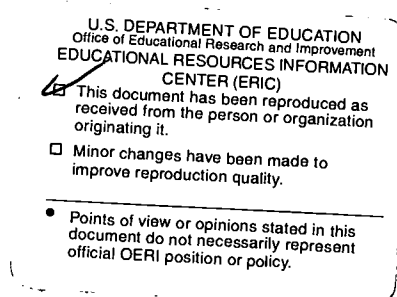 U.S. DEPARTMENT OF EDUCATION
Office of Educational Research and Improvement
EDUCATIONAL RESOURCES INFORMATION
CENTER (ERIC)
This document has been reproduced as
received from the person or organization
originating it.
Minor changes have been made to
improve reproduction quality.
Points of view or opinions stated in this
document do not necessarily represent
official OERI position or policy.